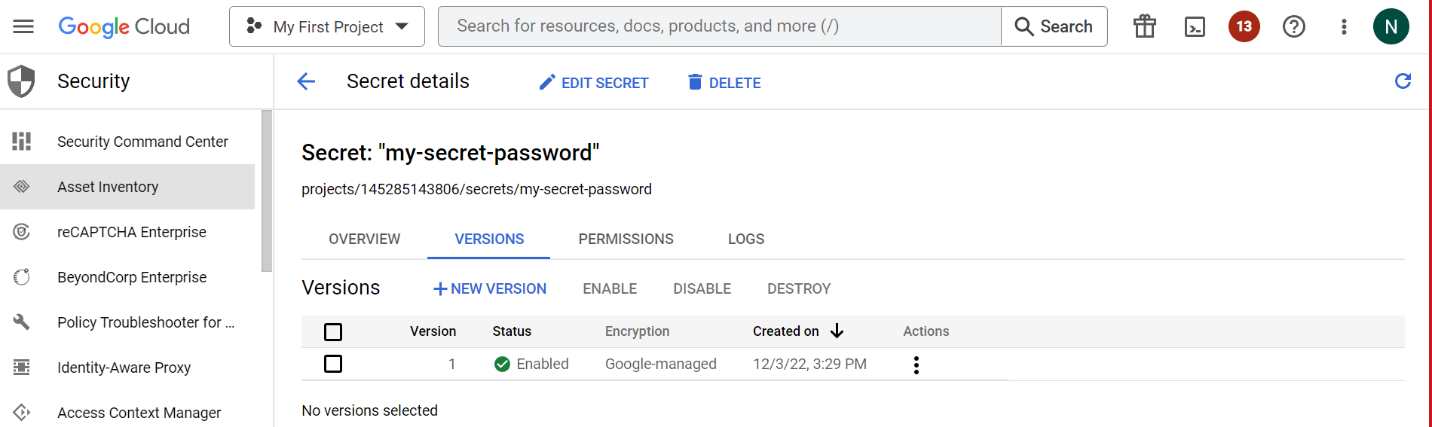 Google Cloud
My First Project
Search for resources, docs, products, and more (/)
Search
13
N
Security
Secret details
EDIT SECRET
DELETE
Security Command Center
Asset Inventory
reCAPTCHA Enterprise
BeyondCorp Enterprise
Policy Troubleshooter for ...
Identity-Aware Proxy
Access Context Manager
Secret: "my-secret-password"
projects/145285143806/secrets/my-secret-password
OVERVIEW VERSIONS PERMISSIONS LOGS
Versions + NEW VERSION ENABLE DISABLE DESTROY
Version Status Encryption Created on Actions
1 Enabled Google-managed 12/3/22, 3:29 PM
No versions selected